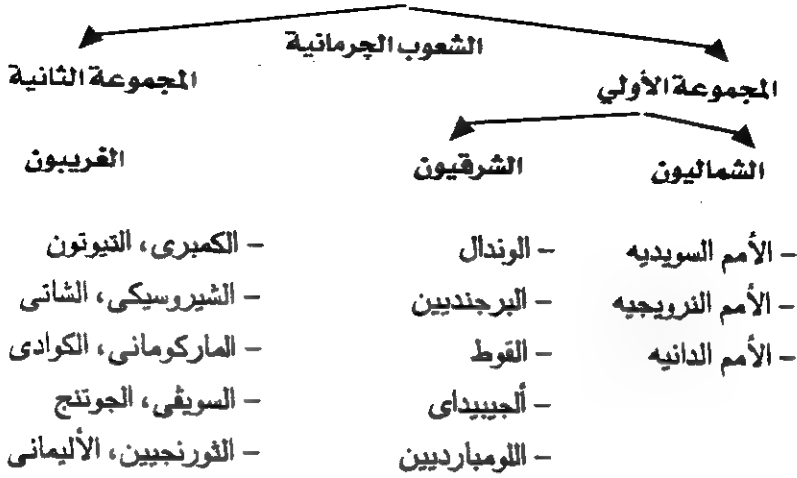 الشعوب الچرمانية
المجموعة الأولي
المجموعة الثانية
الشماليون
الشرقيون
الغريبون
– الأمم السويديه
– الأمم النرويجيه
– الأمم الدانيه
– الوندال
– البرجنديين
– القوط
– ألجيبيداى
– اللومبارديين
– الكمبرى، التيوتون
– الشيروسيكى، الشاتى
– الماركومانى، الكوادى
– السويڤى، الجوتنج
– الثورنجيين، الأليمانى